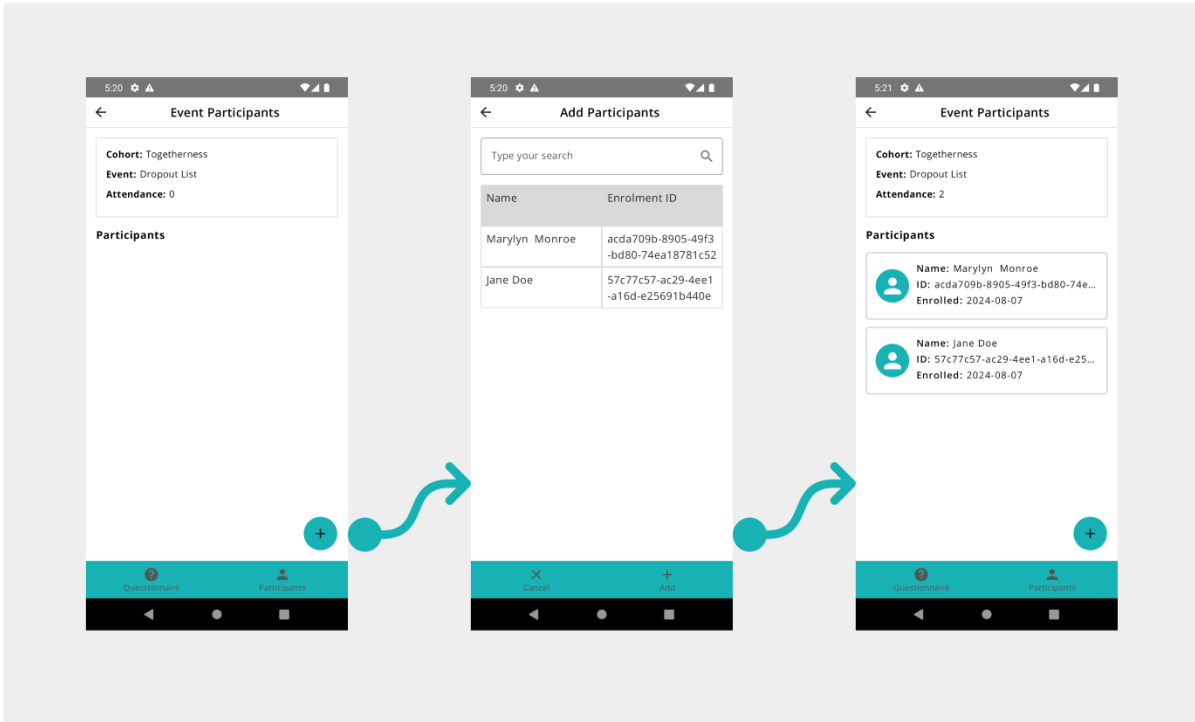 5:20
Event Participants
Cohort: Togetherness
Event: Dropout List
Attendance: 0
Participants
+
Questionnaire
Participants
5:20
Add Participants
Type your search
Name Enrolment ID
Marylyn Monroe acda709b-8905-49f3
-bd80-74ea18781c52
Jane Doe 57c77c57-ac29-4ee1
-a16d-e25691b440e
Cancel
Add
5:21
Event Participants
Cohort: Togetherness
Event: Dropout List
Attendance: 2
Participants
Name: Marylyn Monroe
ID: acda709b-8905-49f3-bd80-74e...
Enrolled: 2024-08-07
Name: Jane Doe
ID: 57c77c57-ac29-4ee1-a16d-e25...
Enrolled: 2024-08-07
+
Questionnaire
Participants